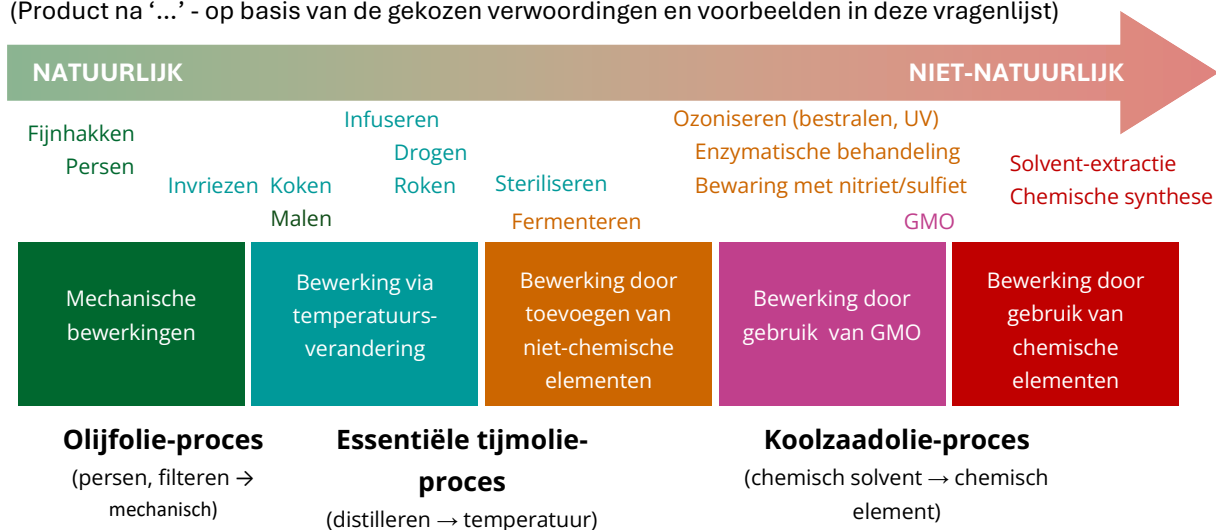 (Product na ‘...’ - op basis van de gekozen verwoordingen en voorbeelden in deze vragenlijst)
NATUURLIJK
NIET-NATUURLIJK
Fijnhakken
Persen
Invriezen
Koken
Malen
Infuseren
Drogen
Roken
Steriliseren
Fermenteren
Ozoniseren (bestralen, UV)
Enzymatische behandeling
Bewaring met nitriet/sulfiet
GMO
Solvent-extractie
Chemische synthese
Mechanische
bewerkingen
Bewerking via
temperatuurs-
verandering
Bewerking door
toevoegen van
niet-chemische
elementen
Bewerking door
gebruik van GMO
Bewerking door
gebruik van
chemische
elementen
Olijfolie-proces
(persen, filteren →
mechanisch)
Essentiële tijmolie-
proces
(distilleren → temperatuur)
Koolzaadolie-proces
(chemisch solvent → chemisch
element)